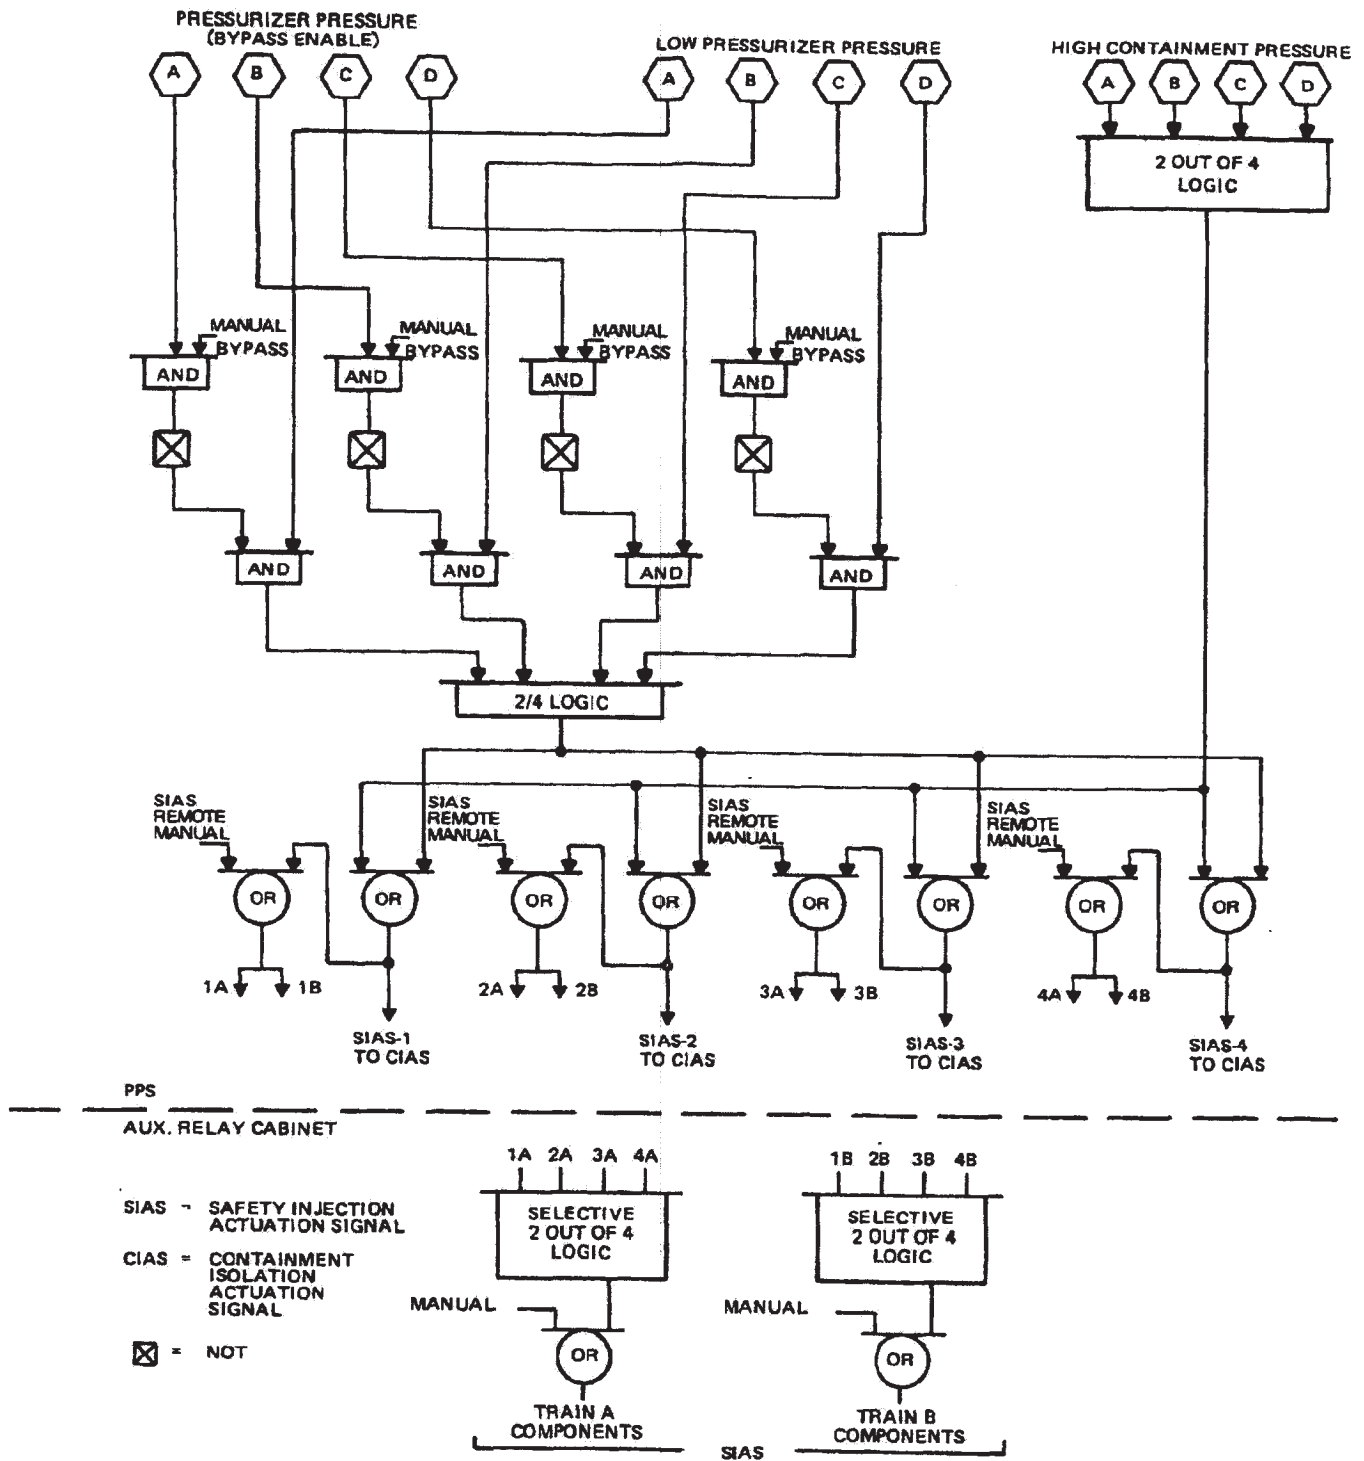 PRESSURIZER PRESSURE
(BYPASS ENABLE)
LOW PRESSURIZER PRESSURE
HIGH CONTAINMENT PRESSURE
A B C D
A B C D
A B C D
2 OUT OF 4
LOGIC
MANUAL
BYPASS
MANUAL
BYPASS
MANUAL
BYPASS
MANUAL
BYPASS
AND
AND
AND
AND
AND
AND
AND
AND
2/4 LOGIC
SIAS
REMOTE
MANUAL
SIAS
REMOTE
MANUAL
SIAS
REMOTE
MANUAL
SIAS
REMOTE
MANUAL
OR
OR
OR
OR
OR
OR
OR
OR
1A
1B
2A
2B
3A
3B
4A
4B
SIAS-1
TO CIAS
SIAS-2
TO CIAS
SIAS-3
TO CIAS
SIAS-4
TO CIAS
PPS
AUX. RELAY CABINET
SIAS - SAFETY INJECTION
ACTUATION SIGNAL
CIAS = CONTAINMENT
ISOLATION
ACTUATION
SIGNAL
= NOT
1A 2A 3A 4A
SELECTIVE
2 OUT OF 4
LOGIC
MANUAL
OR
TRAIN A
COMPONENTS
1B 2B 3B 4B
SELECTIVE
2 OUT OF 4
LOGIC
MANUAL
OR
TRAIN B
COMPONENTS
SIAS